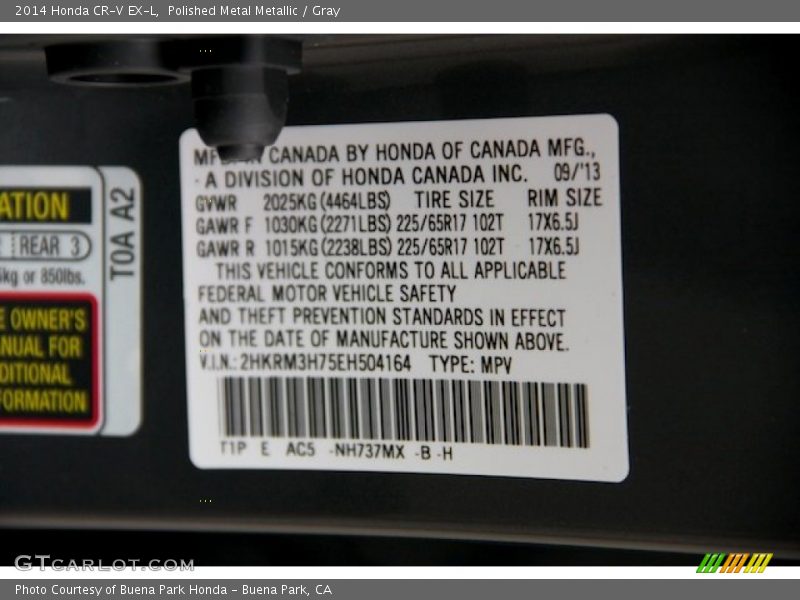 2014 Honda CR-V EX-L, Polished Metal Metallic / Gray
CANADA BY HONDA OF CANADA MFG.,
- A DIVISION OF HONDA CANADA INC. 09/'13
GVWR 2025KG(4464LBS) TIRE SIZE RIM SIZE
GAWR F 1030KG(2271LBS) 225/65R17 102T 17X6.5J
GAWR R 1015KG(2238LBS) 225/65R17 102T 17X6.5J
THIS VEHICLE CONFORMS TO ALL APPLICABLE
FEDERAL MOTOR VEHICLE SAFETY
AND THEFT PREVENTION STANDARDS IN EFFECT
ON THE DATE OF MANUFACTURE SHOWN ABOVE.
V.I.N.: 2HKRM3H75EH504164 TYPE: MPV
T1P E AC5 -NH737MX -B -H
ATION
REAR 3
kg or 850lbs.
E OWNER'S
ANUAL FOR
DITIONAL
FORMATION
T0A A2
GTCARLOT.COM
Photo Courtesy of Buena Park Honda - Buena Park, CA